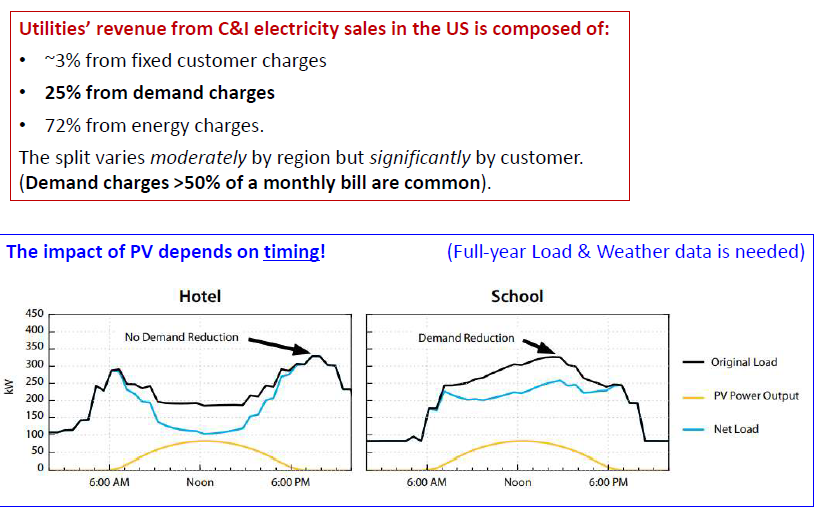 Utilities’ revenue from C&I electricity sales in the US is composed of:
• ~3% from fixed customer charges
• 25% from demand charges
• 72% from energy charges.
The split varies moderately by region but significantly by customer.
(Demand charges >50% of a monthly bill are common).
The impact of PV depends on timing! (Full-year Load & Weather data is needed)
Hotel
School
450
400
350
300
250
200
150
100
50
0
kW
No Demand Reduction
Demand Reduction
6:00 AM Noon 6:00 PM
6:00 AM Noon 6:00 PM
Original Load
PV Power Output
Net Load